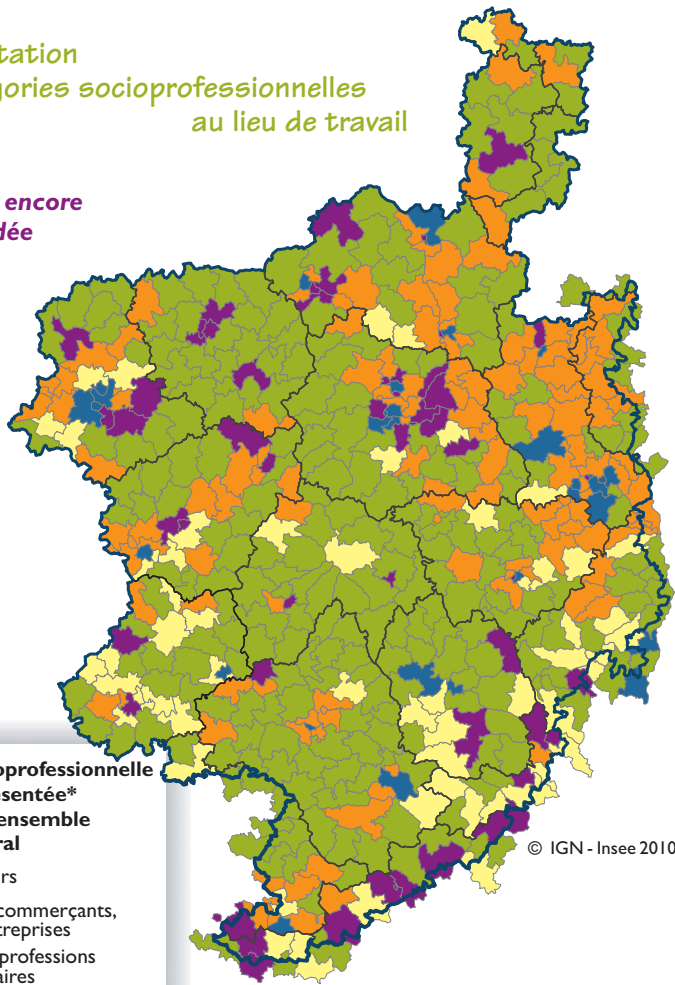 tation
gories socioprofessionnelles
au lieu de travail
encore
dée
oprofessionnelle
ésentée*
ensemble
ral
rs
commerçants,
treprises
professions
aires
© IGN - Insee 2010